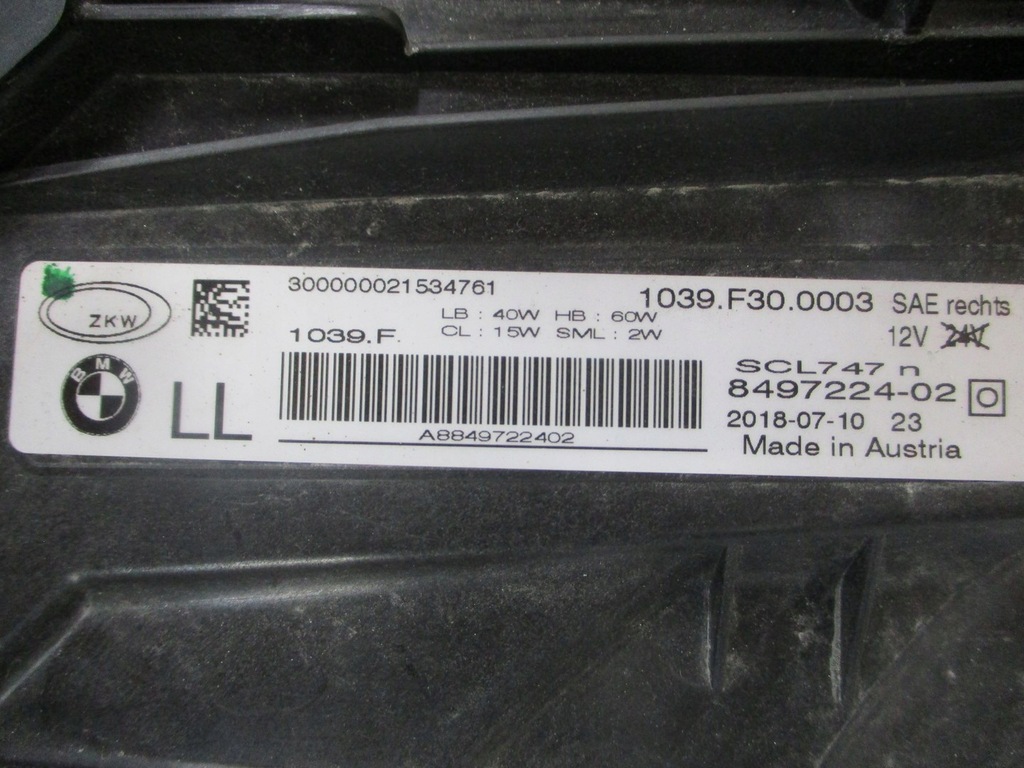 ZKW
BMW
LL
300000021534761
LB : 40W HB : 60W
1039.F. CL : 15W SML : 2W
A8849722402
1039.F30.0003 SAE rechts
12V 24V
SCL747 n
8497224-02
2018-07-10 23
Made in Austria